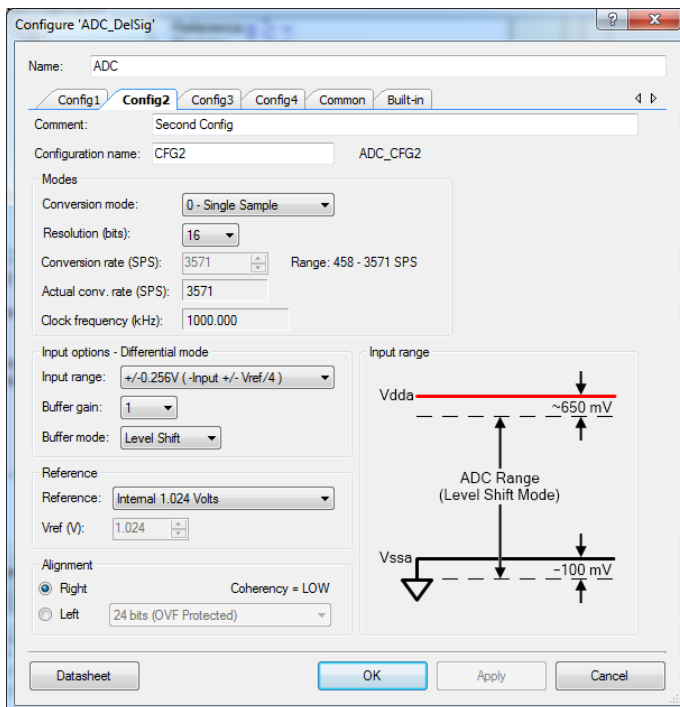 Configure 'ADC_DelSig'
Name: ADC
Config1 Config2 Config3 Config4 Common Built-in
Comment: Second Config
Configuration name: CFG2 ADC_CFG2
Modes
Conversion mode: 0 - Single Sample
Resolution (bits): 16
Conversion rate (SPS): 3571 Range: 458 - 3571 SPS
Actual conv. rate (SPS): 3571
Clock frequency (kHz): 1000.000
Input options - Differential mode
Input range: +/-0.256V ( -Input +/- Vref/4 )
Buffer gain: 1
Buffer mode: Level Shift
Input range
Vdda
~650 mV
ADC Range
(Level Shift Mode)
Vssa
~100 mV
Reference
Reference: Internal 1.024 Volts
Vref (V): 1.024
Alignment
Right Coherency = LOW
Left 24 bits (OVF Protected)
Datasheet OK Apply Cancel